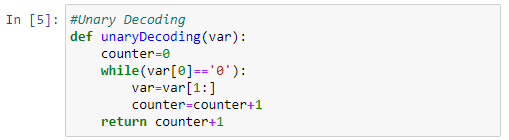 In [5]: #Unary Decoding
def unaryDecoding(var):
    counter=0
    while(var[0]=='0'):
        var=var[1:]
        counter=counter+1
    return counter+1